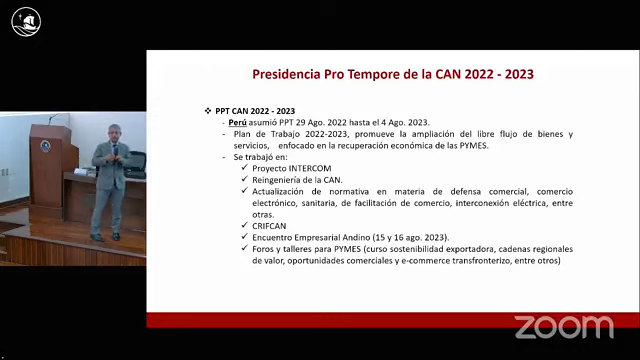 Presidencia Pro Tempore de la CAN 2022 - 2023
❖ PPT CAN 2022 - 2023
- Perú asumió PPT 29 Ago. 2022 hasta el 4 Ago. 2023.
- Plan de Trabajo 2022-2023, promueve la ampliación del libre flujo de bienes y
servicios, enfocado en la recuperación económica de las PYMES.
- Se trabajó en:
✓ Proyecto INTERCOM
✓ Reingeniería de la CAN.
✓ Actualización de normativa en materia de defensa comercial, comercio
electrónico, sanitaria, de facilitación de comercio, interconexión eléctrica, entre
otras.
✓ CRIFCAN
✓ Encuentro Empresarial Andino (15 y 16 ago. 2023).
✓ Foros y talleres para PYMES (curso sostenibilidad exportadora, cadenas regionales
de valor, oportunidades comerciales y e-commerce transfronterizo, entre otros)
zoom